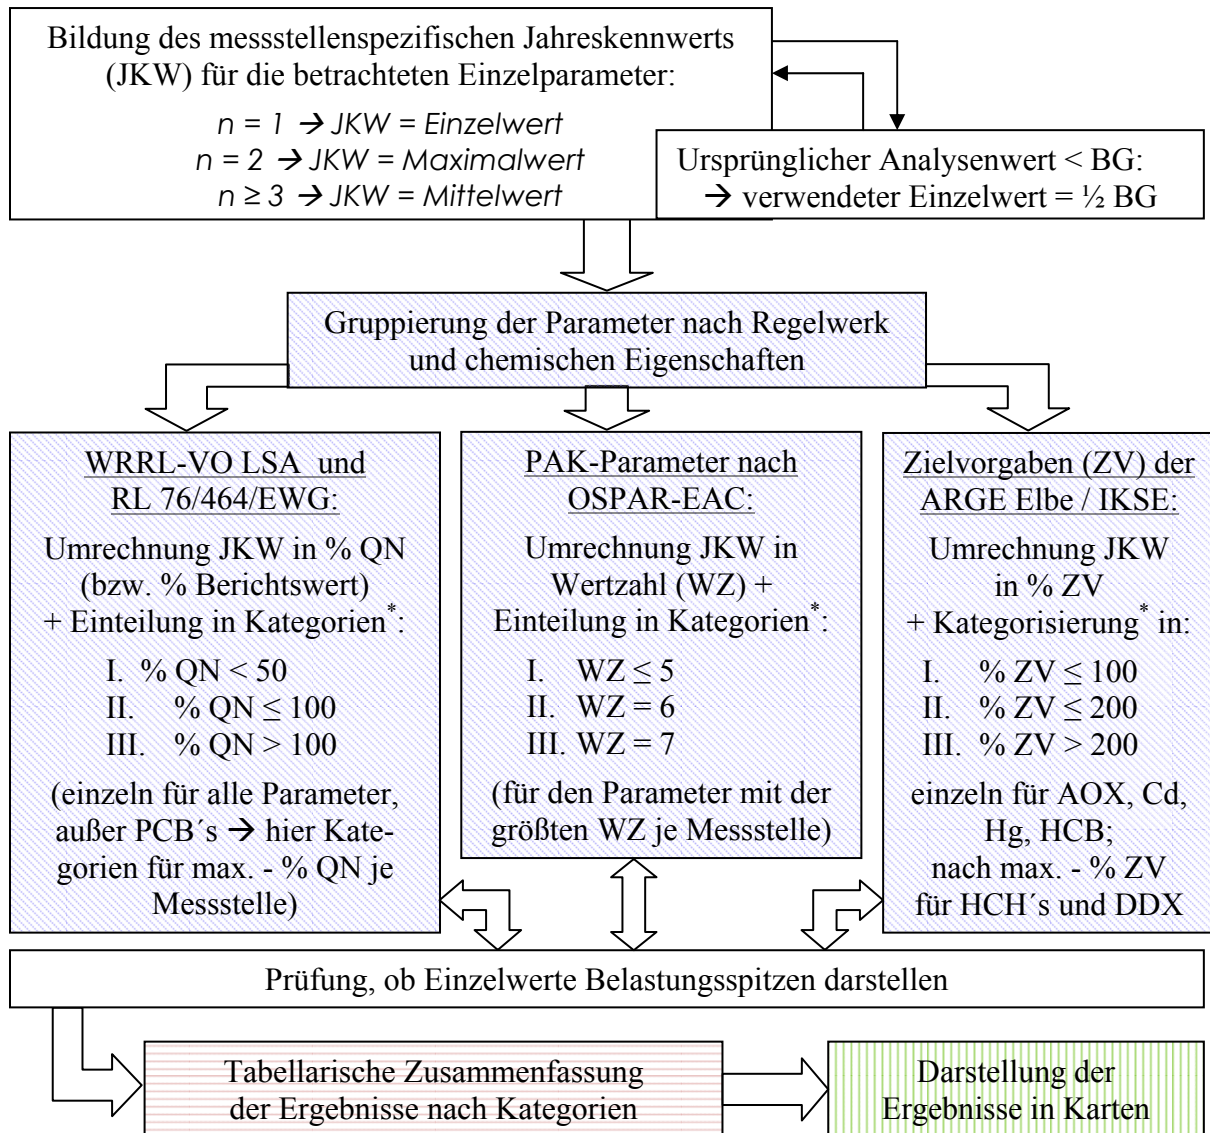 Bildung des messstellenspezifischen Jahreskennwerts
(JKW) für die betrachteten Einzelparameter:
n = 1 → JKW = Einzelwert
n = 2 → JKW = Maximalwert
n ≥ 3 → JKW = Mittelwert
Ursprünglicher Analysenwert < BG:
→ verwendeter Einzelwert = ½ BG
Gruppierung der Parameter nach Regelwerk
und chemischen Eigenschaften
WRRL-VO LSA und
RL 76/464/EWG:
Umrechnung JKW in % QN
(bzw. % Berichtswert)
+ Einteilung in Kategorien*:
I. % QN < 50
II. % QN ≤ 100
III. % QN > 100
(einzeln für alle Parameter,
außer PCB´s → hier Kate-
gorien für max. - % QN je
Messstelle)
PAK-Parameter nach
OSPAR-EAC:
Umrechnung JKW in
Wertzahl (WZ) +
Einteilung in Kategorien*:
I. WZ ≤ 5
II. WZ = 6
III. WZ = 7
(für den Parameter mit der
größten WZ je Messstelle)
Zielvorgaben (ZV) der
ARGE Elbe / IKSE:
Umrechnung JKW
in % ZV
+ Kategorisierung* in:
I. % ZV ≤ 100
II. % ZV ≤ 200
III. % ZV > 200
einzeln für AOX, Cd,
Hg, HCB;
nach max. - % ZV
für HCH´s und DDX
Prüfung, ob Einzelwerte Belastungsspitzen darstellen
Tabellarische Zusammenfassung
der Ergebnisse nach Kategorien
Darstellung der
Ergebnisse in Karten